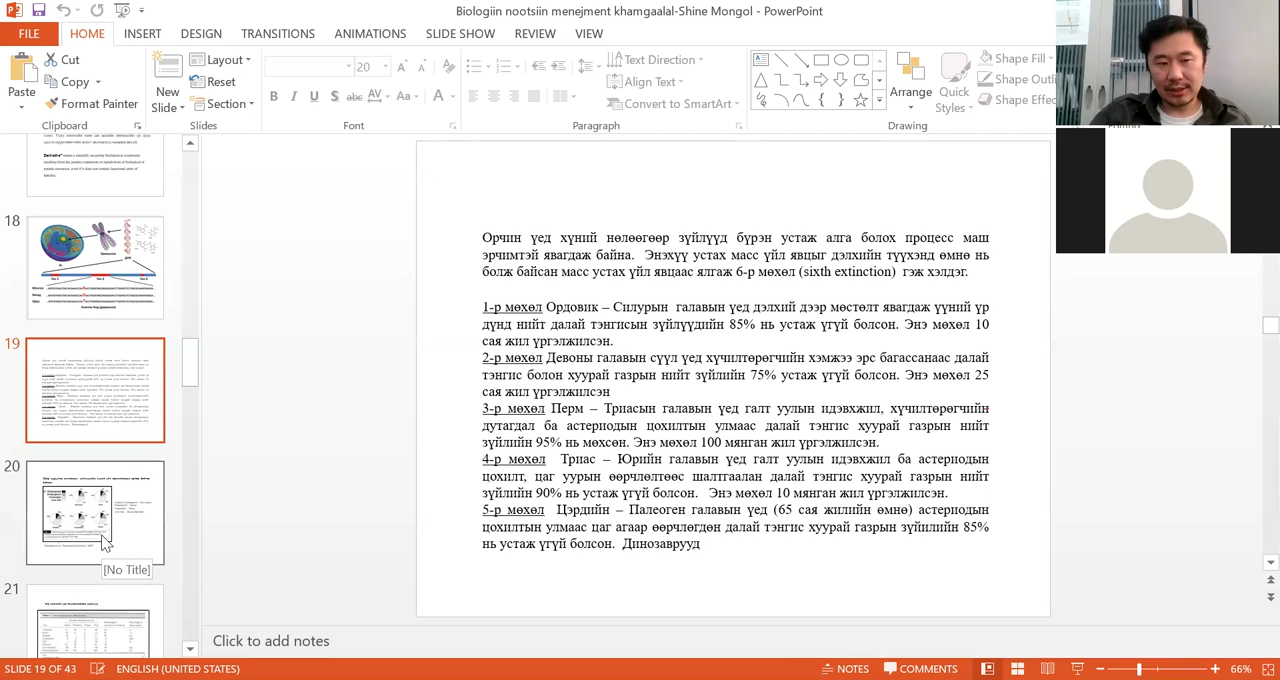 Biologiin nootsiin menejment khamgaalal-Shine Mongol - PowerPoint
FILE
HOME
INSERT
DESIGN
TRANSITIONS
ANIMATIONS
SLIDE SHOW
REVIEW
VIEW
Paste
Cut
Copy
Format Painter
Clipboard
New
Slide
Layout
Reset
Section
Slides
20
B I U S abc AV Aa A
Font
Paragraph
Text Direction
Align Text
Convert to SmartArt
Arrange
Quick
Styles
Shape Fill
Shape Outli
Shape Effec
Drawing
18
19
20
21
[No Title]
Орчин үед хүний нөлөөгөөр зүйлүүд бүрэн устаж алга болох процесс маш
эрчимтэй явагдаж байна. Энэхүү устах масс үйл явцыг дэлхийн түүхэнд өмнө нь
болж байсан масс устах үйл явцаас ялгаж 6-р мөхөл (6th extinction) гэж хэлдэг.
1-р мөхөл Ордовик – Силурын галавын үед дэлхий дээр мөстөлт явагдаж үүний үр
дүнд нийт далай тэнгисын зүйлүүдийн 85% нь устаж үгүй болсон. Энэ мөхөл 10
сая жил үргэлжилсэн.
2-р мөхөл Девоны галавын сүүл үед хүчилтөрөгчийн хэмжээ эрс багассанаас далай
тэнгис болон хуурай газрын нийт зүйлийн 75% устаж үгүй болсон. Энэ мөхөл 25
сая жил үргэлжилсэн
3-р мөхөл Перм – Триасын галавын үед галт уулын идэвхжил, хүчилтөрөгчийн
дутагдал ба астериодын цохилтын улмаас далай тэнгис хуурай газрын нийт
зүйлийн 95% нь мөхсөн. Энэ мөхөл 100 мянган жил үргэлжилсэн.
4-р мөхөл Триас – Юрийн галавын үед галт уулын идэвхжил ба астериодын
цохилт, цаг уурын өөрчлөлтөөс шалтгаалан далай тэнгис хуурай газрын нийт
зүйлийн 90% нь устаж үгүй болсон. Энэ мөхөл 10 мянган жил үргэлжилсэн.
5-р мөхөл Цэрдийн – Палеоген галавын үед (65 сая жилийн өмнө) астериодын
цохилтын улмаас цаг агаар өөрчлөгдөн далай тэнгис хуурай газрын зүйилийн 85%
нь устаж үгүй болсон. Динозаврууд
Click to add notes
SLIDE 19 OF 43
ENGLISH (UNITED STATES)
NOTES
COMMENTS
66%